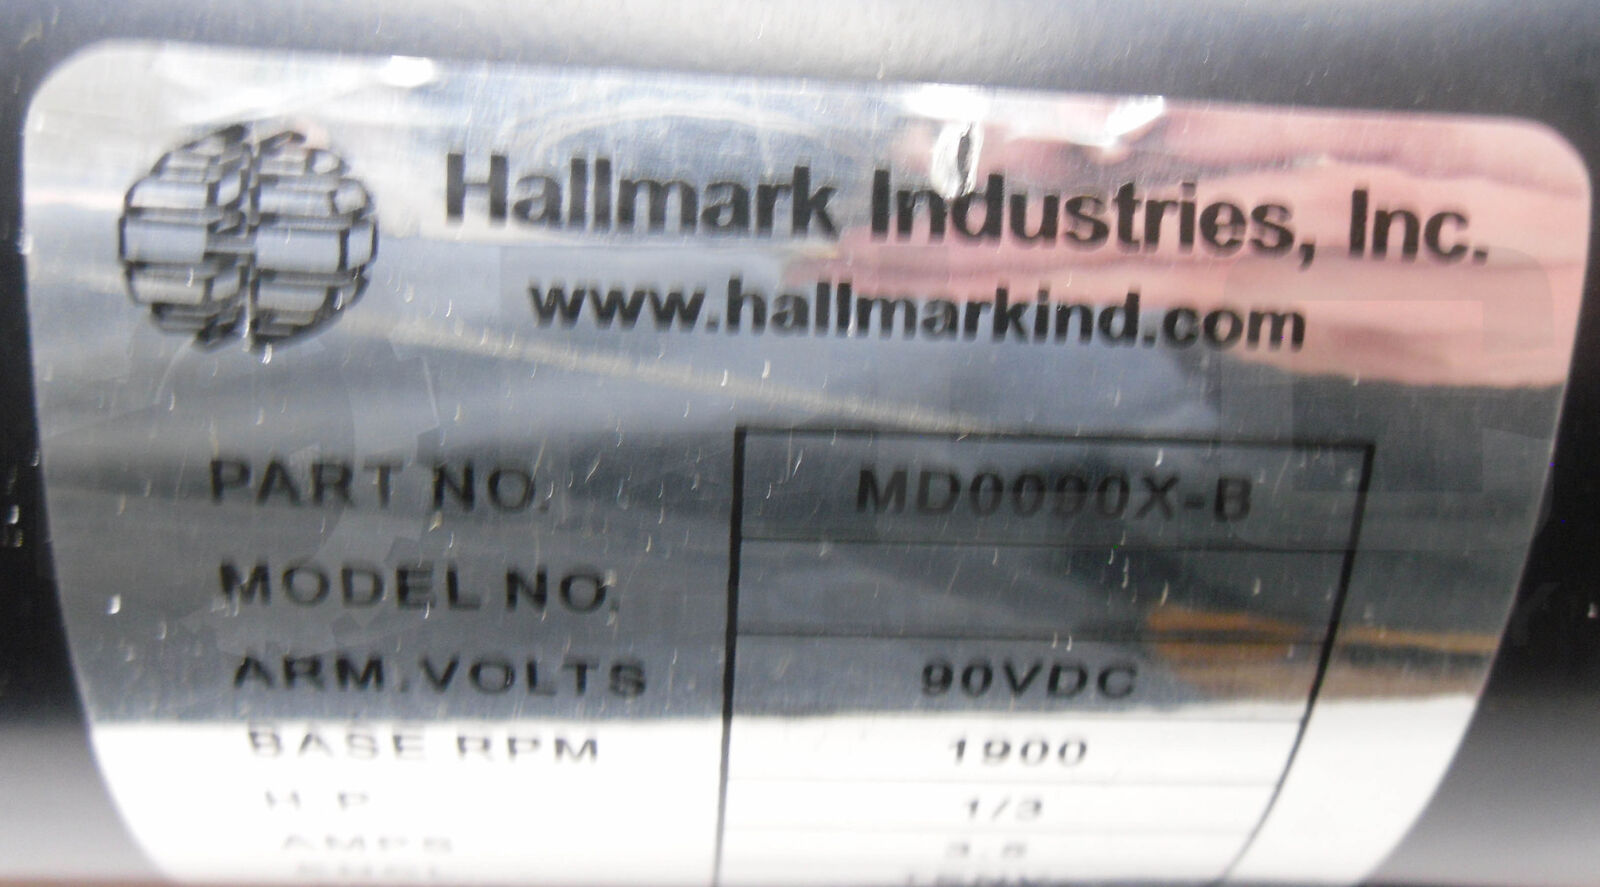 Hallmark Industries, Inc.
www.hallmarkind.com
PART NO. MD0090X-B
MODEL NO.
ARM.VOLTS 90VDC
BASE RPM 1900
H P 1/3
AMPS